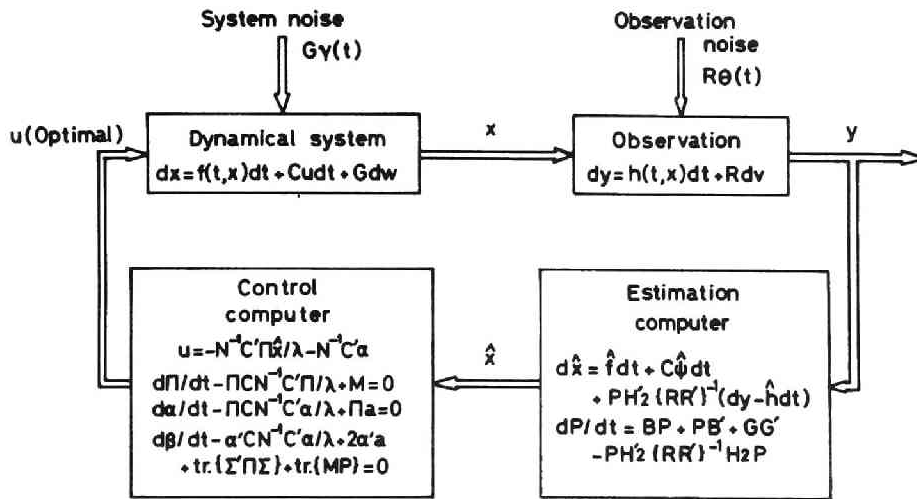 System noise
Gγ(t)
Observation
noise
Rθ(t)
u(Optimal)
Dynamical system
dx=f(t,x)dt+Cudt+Gdw
x
Observation
dy=h(t,x)dt+Rdv
y
Control
computer
u=-N⁻¹C'Πx̂/λ-N⁻¹C'α
dΠ/dt-ΠCN⁻¹C'Π/λ+M=0
dα/dt-ΠCN⁻¹C'α/λ+Πa=0
dβ/dt-α'CN⁻¹C'α/λ+2α'a
+tr.{Σ'ΠΣ}+tr.{MP}=0
x̂
Estimation
computer
dx̂=f̂dt+Cψ̂dt
+PH'₂{RR'}⁻¹(dy-ĥdt)
dP/dt=BP+PB'+GG'
-PH'₂{RR'}⁻¹H₂P